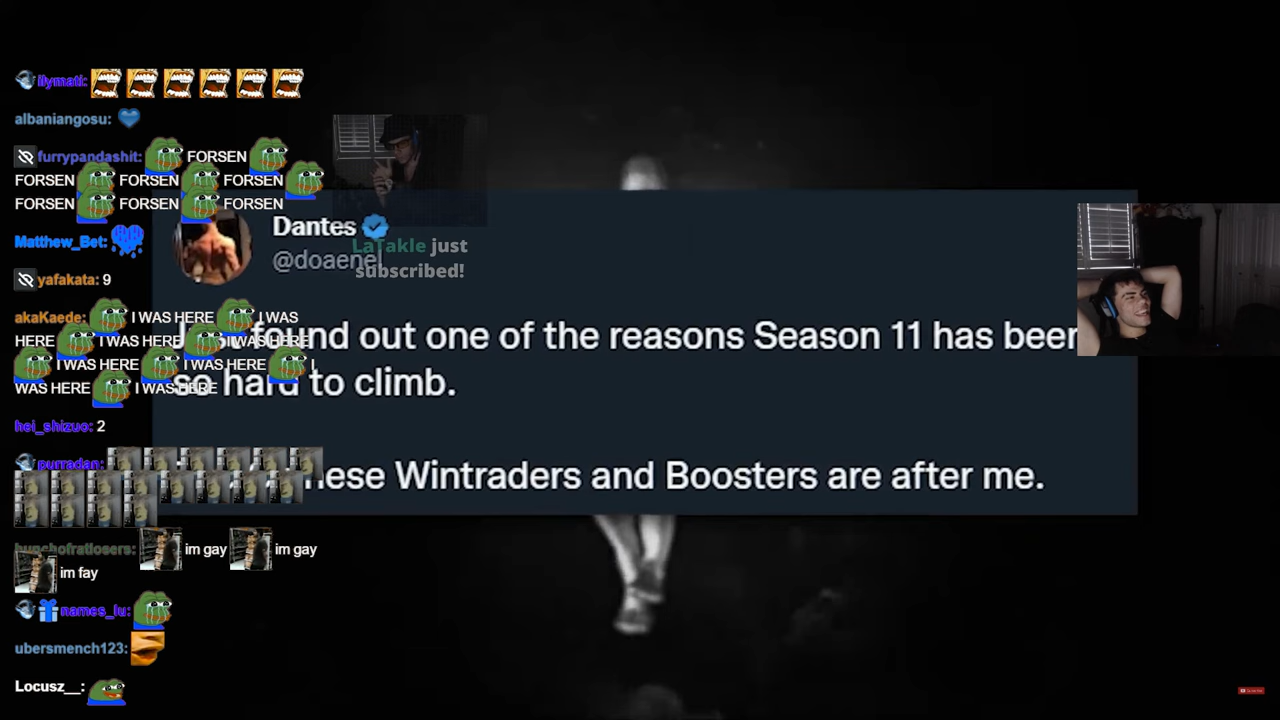 ilymati:
albaniangosu:
furrypandashit: FORSEN
FORSEN FORSEN FORSEN
FORSEN FORSEN FORSEN
Matthew_Bet:
yafakata: 9
akaKaede: I WAS HERE I WAS
HERE I WAS HERE I WAS HERE
I WAS HERE I WAS HERE I
WAS HERE I WAS HERE
hei_shizuo: 2
purradan:
bunchofratlosers: im gay im gay
im fay
names_lu:
ubersmench123:
Locusz__:
Dantes
@doaenel
LaTakle just
subscribed!
found out one of the reasons Season 11 has been
so hard to climb.
Wintraders and Boosters are after me.